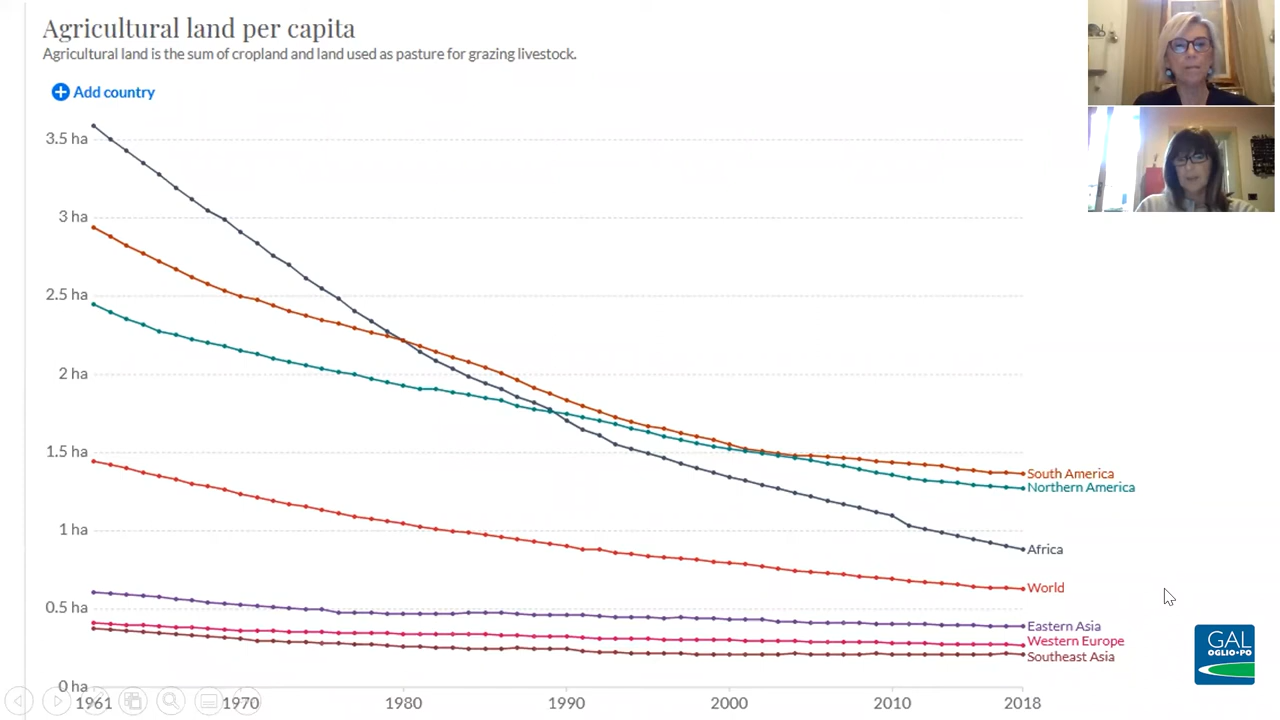 Agricultural land per capita
Agricultural land is the sum of cropland and land used as pasture for grazing livestock.
Add country
3.5 ha
3 ha
2.5 ha
2 ha
1.5 ha
South America
Northern America
1 ha
Africa
World
0.5 ha
Eastern Asia
Western Europe
Southeast Asia
0 ha
1961
1970
1980
1990
2000
2010
2018
GAL
OGLIO·PO